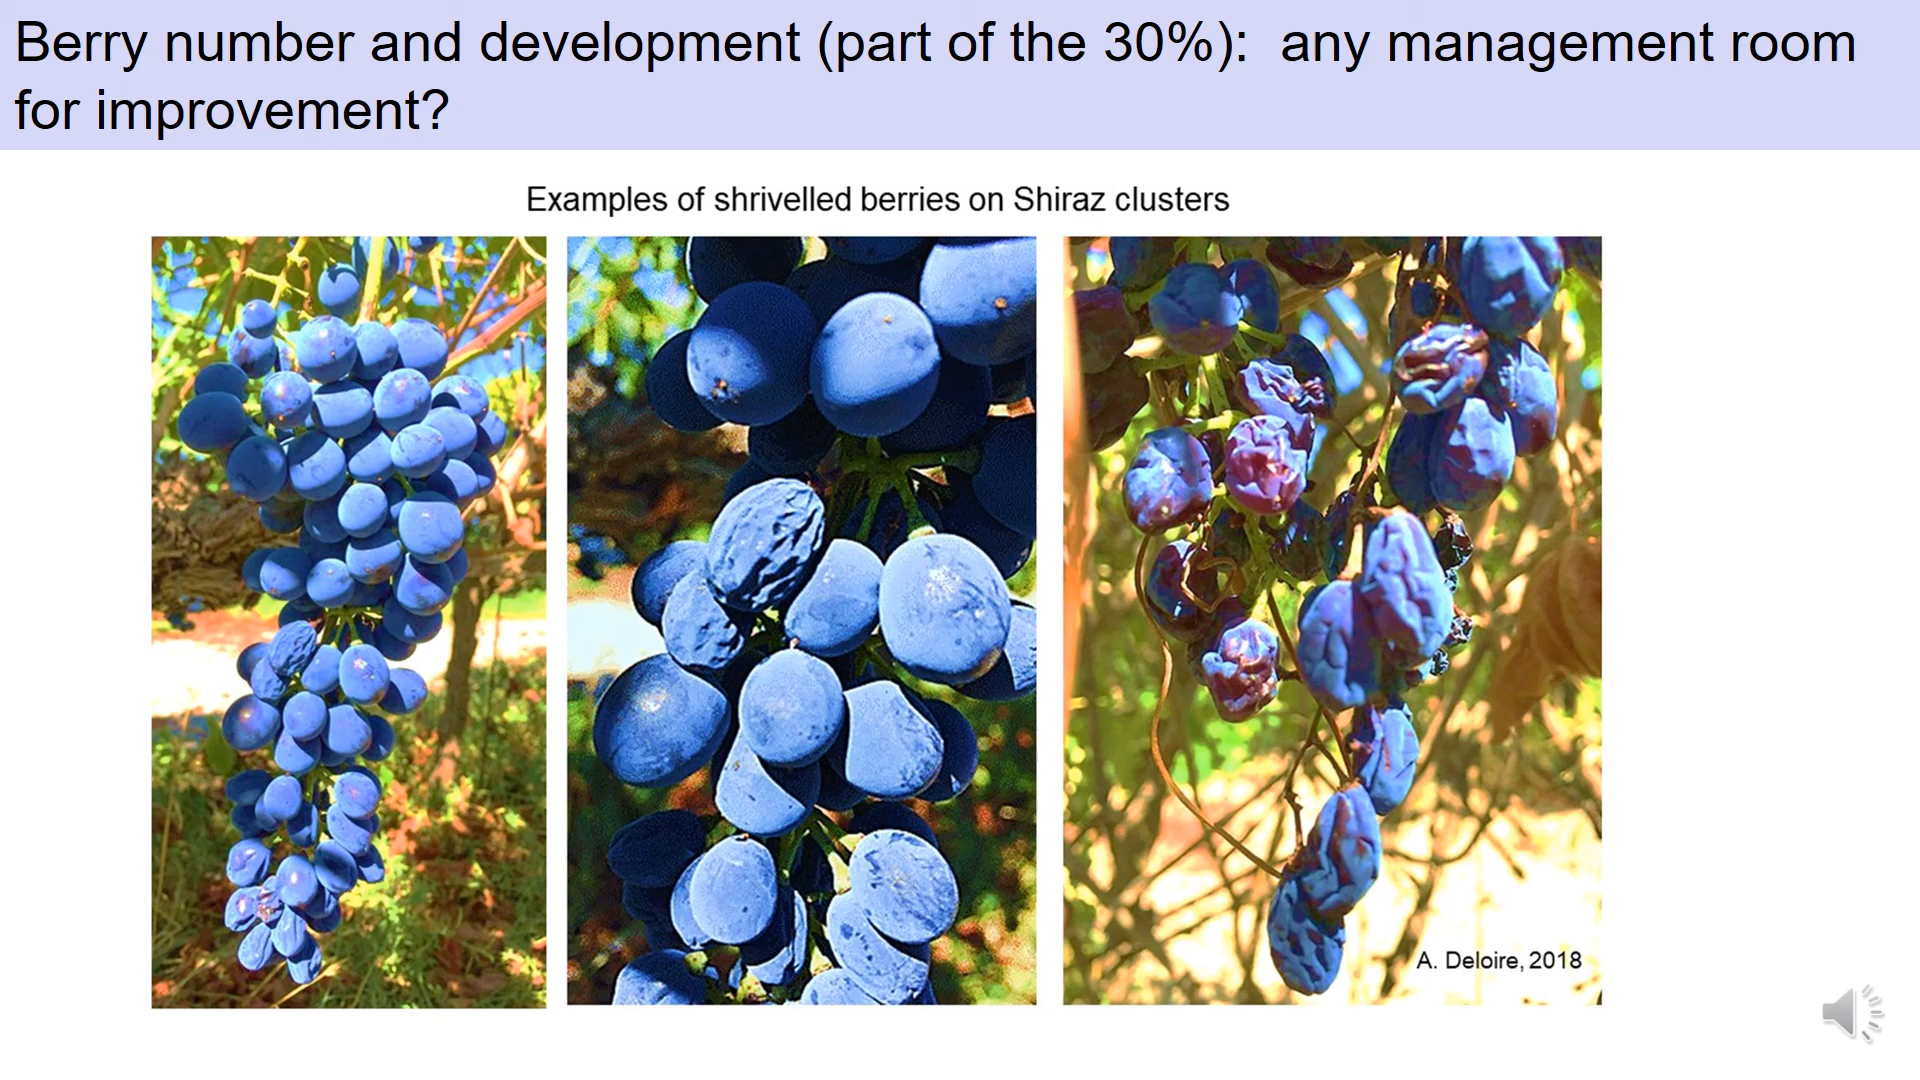 Berry number and development (part of the 30%):  any management room
for improvement?
Examples of shrivelled berries on Shiraz clusters
A. Deloire, 2018